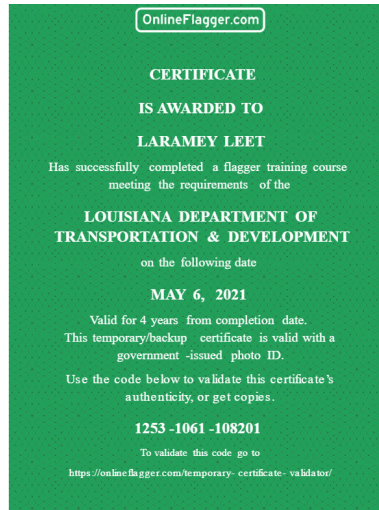 OnlineFlagger.com
CERTIFICATE
IS AWARDED TO
LARAMEY LEET
Has successfully completed a flagger training course
meeting the requirements of the
LOUISIANA DEPARTMENT OF
TRANSPORTATION & DEVELOPMENT
on the following date
MAY 6, 2021
Valid for 4 years from completion date.
This temporary/backup certificate is valid with a
government -issued photo ID.
Use the code below to validate this certificate's
authenticity, or get copies.
1253 -1061 -108201
To validate this code go to
https://onlineflagger.com/temporary- certificate- validator/